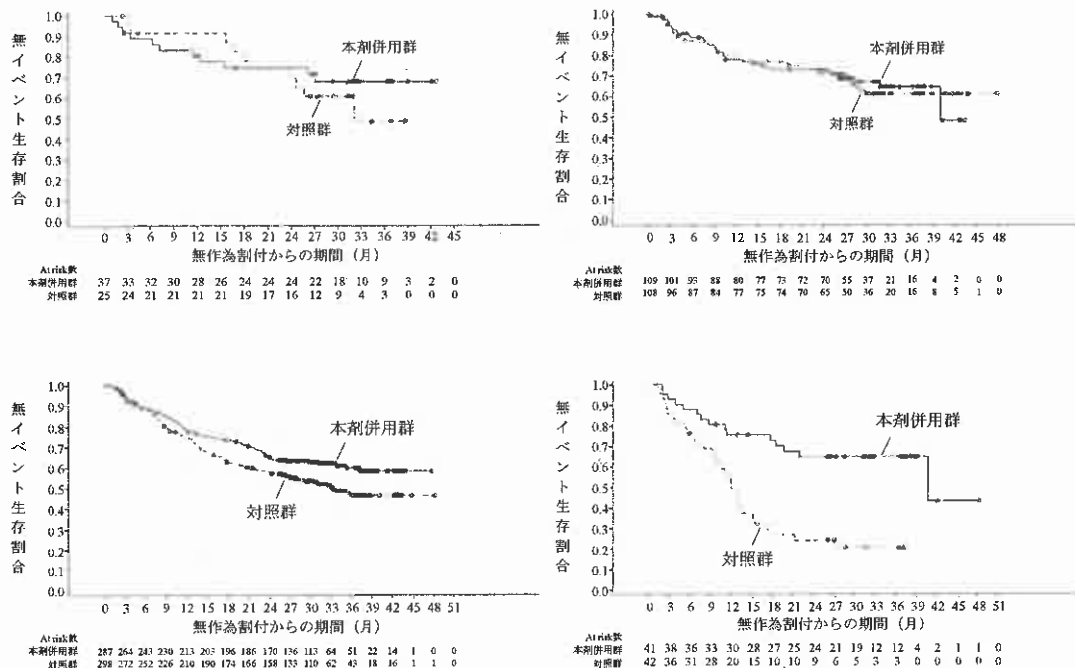 無イベント生存割合
1.0
0.9
0.8
0.7
0.6
0.5
0.4
0.3
0.2
0.1
0.0
本剤併用群
対照群
0 3 6 9 12 15 18 21 24 27 30 33 36 39 42 45
無作為割付からの期間(月)
At risk数
本剤併用群 37 33 32 30 28 26 24 24 24 22 18 10 9 3 2 0
対照群 25 24 21 21 21 21 19 17 16 12 9 4 3 0 0 0
無イベント生存割合
1.0
0.9
0.8
0.7
0.6
0.5
0.4
0.3
0.2
0.1
0.0
本剤併用群
対照群
0 3 6 9 12 15 18 21 24 27 30 33 36 39 42 45 48
無作為割付からの期間(月)
At risk数
本剤併用群 109 101 93 88 80 77 73 72 70 55 37 21 16 4 2 0 0
対照群 108 96 87 84 77 75 74 70 65 50 36 20 16 8 5 1 0
無イベント生存割合
1.0
0.9
0.8
0.7
0.6
0.5
0.4
0.3
0.2
0.1
0.0
本剤併用群
対照群
0 3 6 9 12 15 18 21 24 27 30 33 36 39 42 45 48 51
無作為割付からの期間(月)
At risk数
本剤併用群 287 264 243 230 213 203 196 186 170 136 113 64 51 22 14 1 0 0
対照群 298 272 252 226 210 190 174 166 158 133 110 62 43 18 16 1 1 0
無イベント生存割合
1.0
0.9
0.8
0.7
0.6
0.5
0.4
0.3
0.2
0.1
0.0
本剤併用群
対照群
0 3 6 9 12 15 18 21 24 27 30 33 36 39 42 45 48 51
無作為割付からの期間(月)
At risk数
本剤併用群 41 38 36 33 30 28 27 25 24 21 19 12 12 4 2 1 1 0
対照群 42 36 31 28 20 15 10 10 9 6 5 3 3 0 0 0 0 0